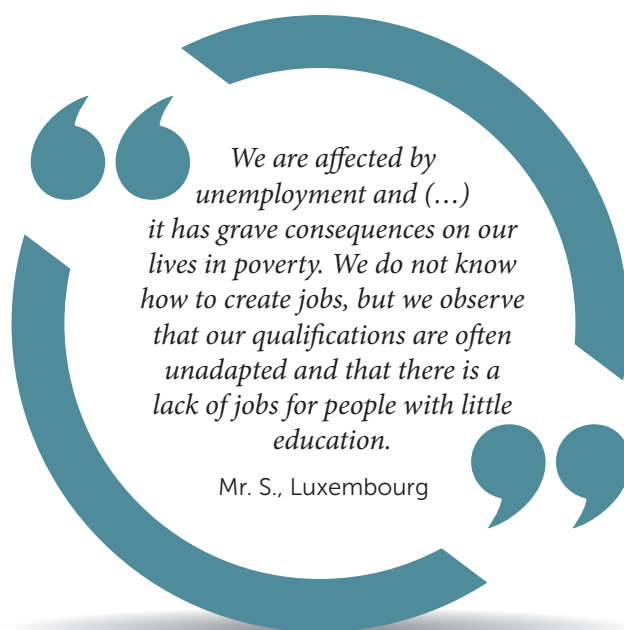 We are affected by
unemployment and (…)
it has grave consequences on our
lives in poverty. We do not know
how to create jobs, but we observe
that our qualifications are often
unadapted and that there is a
lack of jobs for people with little
education.
Mr. S., Luxembourg